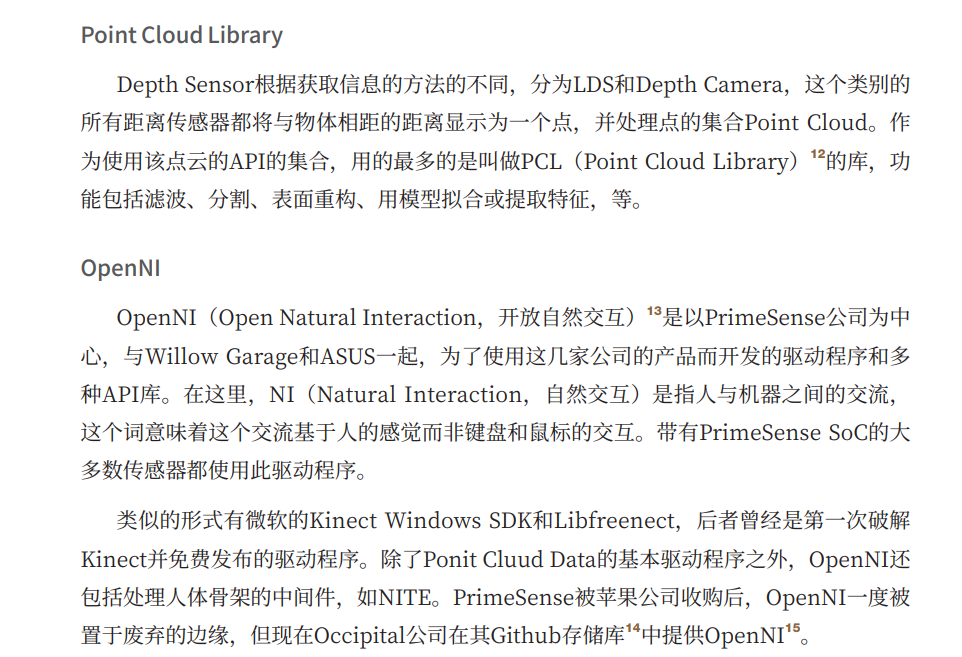 Point Cloud Library
Depth Sensor根据获取信息的方法的不同，分为LDS和Depth Camera，这个类别的
所有距离传感器都将与物体相距的距离显示为一个点，并处理点的集合Point Cloud。作
为使用该点云的API的集合，用的最多的是叫做PCL（Point Cloud Library）12的库，功
能包括滤波、分割、表面重构、用模型拟合或提取特征，等。
OpenNI
OpenNI（Open Natural Interaction，开放自然交互）13是以PrimeSense公司为中
心，与Willow Garage和ASUS一起，为了使用这几家公司的产品而开发的驱动程序和多
种API库。在这里，NI（Natural Interaction，自然交互）是指人与机器之间的交流，
这个词意味着这个交流基于人的感觉而非键盘和鼠标的交互。带有PrimeSense SoC的大
多数传感器都使用此驱动程序。
类似的形式有微软的Kinect Windows SDK和Libfreenect，后者曾经是第一次破解
Kinect并免费发布的驱动程序。除了Ponit Cluud Data的基本驱动程序之外，OpenNI还
包括处理人体骨架的中间件，如NITE。PrimeSense被苹果公司收购后，OpenNI一度被
置于废弃的边缘，但现在Occipital公司在其Github存储库14中提供OpenNI15。